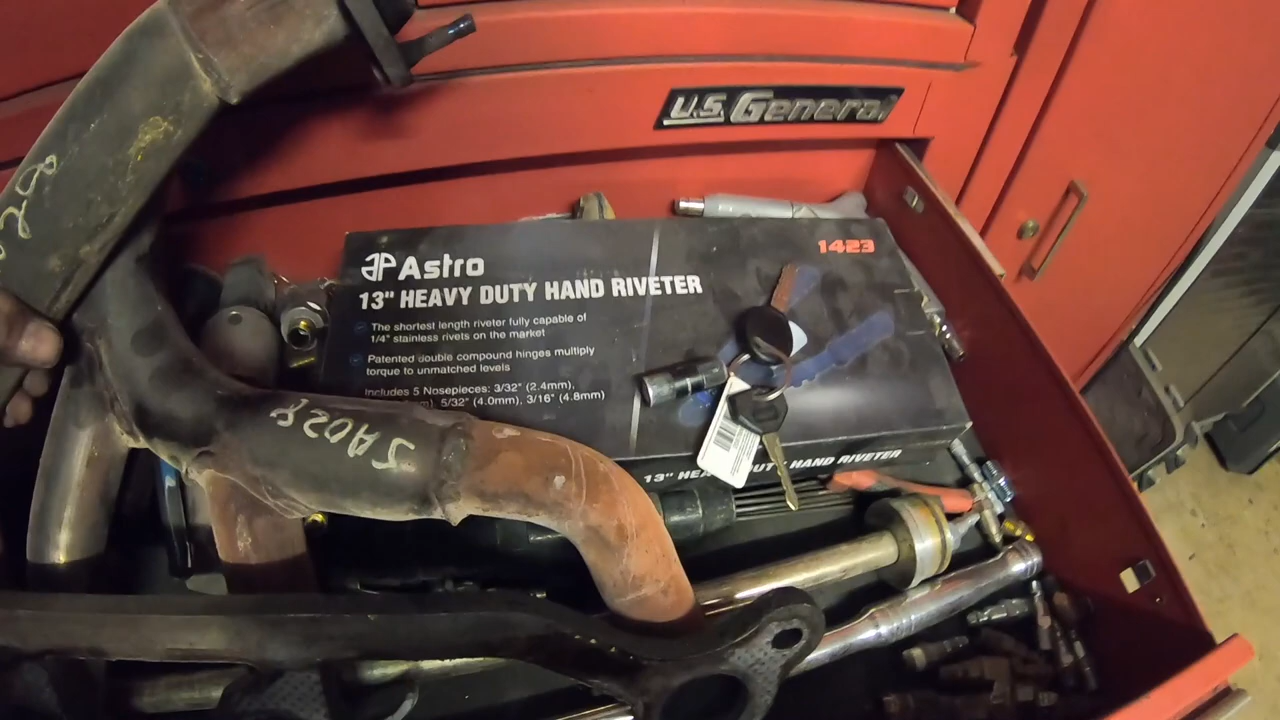 U.S. General
Astro
1423
13" HEAVY DUTY HAND RIVETER
The shortest length riveter fully capable of
1/4" stainless rivets on the market
Patented double compound hinges multiply
torque to unmatched levels
Includes 5 Nosepieces: 3/32" (2.4mm),
5/32" (4.0mm), 3/16" (4.8mm)
13" HEA DUTY HAND RIVETER